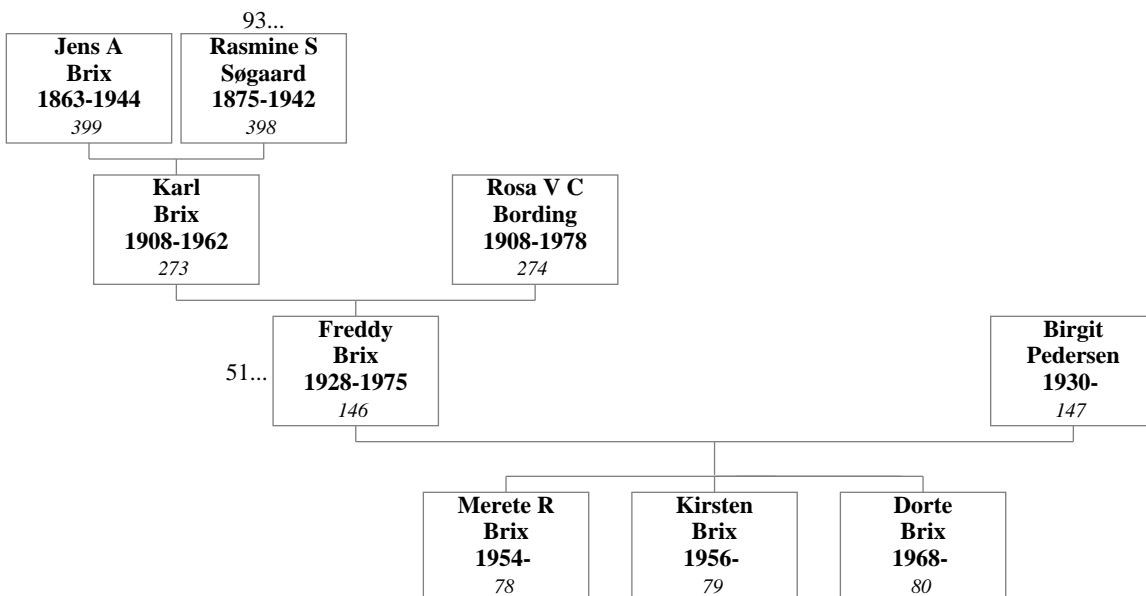 93...
Jens A
Brix
1863-1944
399
Rasmine S
Søgaard
1875-1942
398
Karl
Brix
1908-1962
273
Rosa V C
Bording
1908-1978
274
51...
Freddy
Brix
1928-1975
146
Birgit
Pedersen
1930-
147
Merete R
Brix
1954-
78
Kirsten
Brix
1956-
79
Dorte
Brix
1968-
80